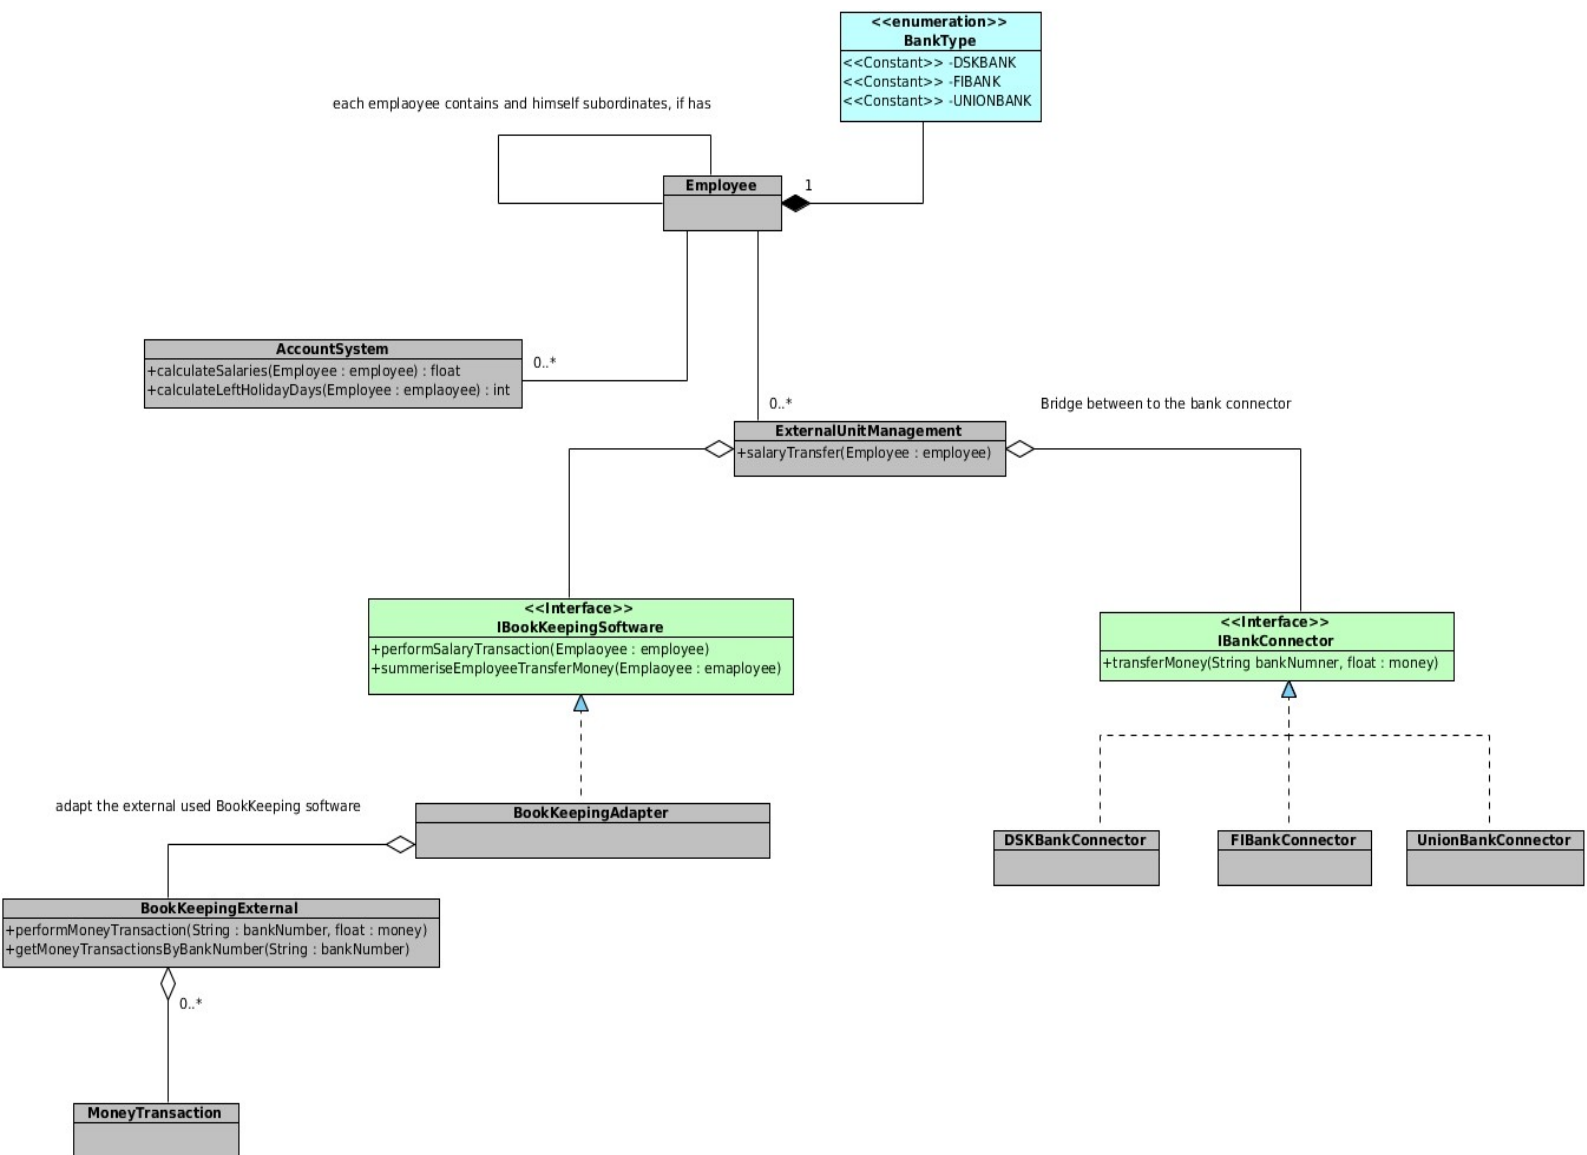 <<enumeration>>
BankType
<<Constant>> -DSKBANK
<<Constant>> -FIBANK
<<Constant>> -UNIONBANK
each emplaoyee contains and himself subordinates, if has
Employee
1
AccountSystem
+calculateSalaries(Employee : employee) : float
+calculateLeftHolidayDays(Employee : emplaoyee) : int
0..*
0..*
Bridge between to the bank connector
ExternalUnitManagement
+salaryTransfer(Employee : employee)
<<Interface>>
IBookKeepingSoftware
+performSalaryTransaction(Emplaoyee : employee)
+summeriseEmployeeTransferMoney(Emplaoyee : emaployee)
<<Interface>>
IBankConnector
+transferMoney(String bankNumner, float : money)
adapt the external used BookKeeping software
BookKeepingAdapter
DSKBankConnector
FIBankConnector
UnionBankConnector
BookKeepingExternal
+performMoneyTransaction(String : bankNumber, float : money)
+getMoneyTransactionsByBankNumber(String : bankNumber)
0..*
MoneyTransaction